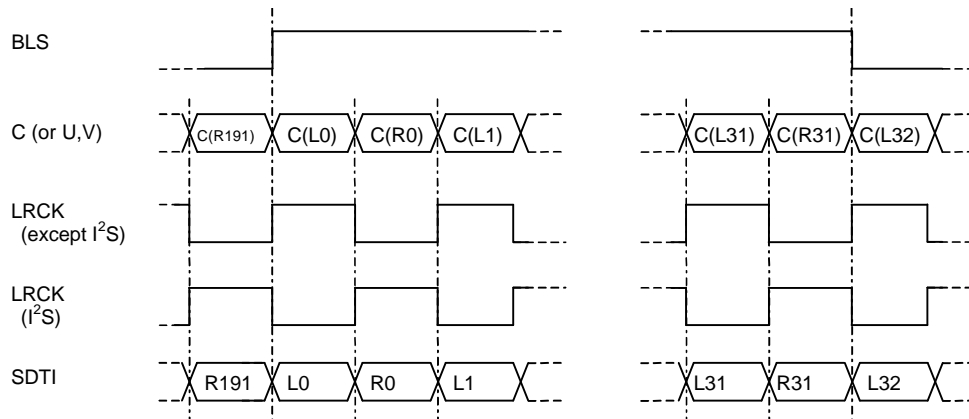 BLS
C (or U,V) C(R191) C(L0) C(R0) C(L1) C(L31) C(R31) C(L32)
LRCK
(except I²S)
LRCK
(I²S)
SDTI R191 L0 R0 L1 L31 R31 L32